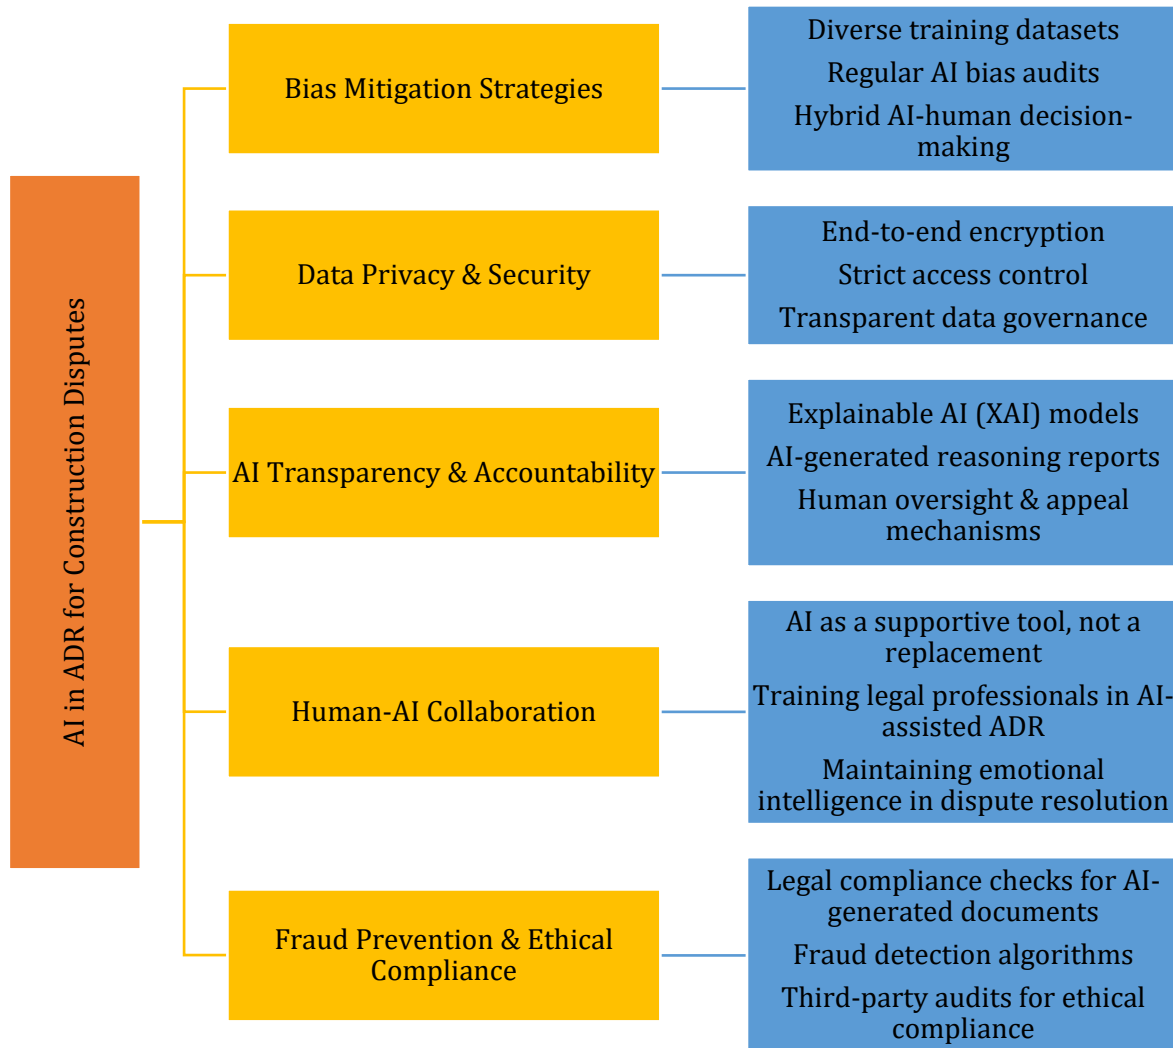 AI in ADR for Construction Disputes
Bias Mitigation Strategies
Diverse training datasets
Regular AI bias audits
Hybrid AI-human decision-
making
Data Privacy & Security
End-to-end encryption
Strict access control
Transparent data governance
AI Transparency & Accountability
Explainable AI (XAI) models
AI-generated reasoning reports
Human oversight & appeal
mechanisms
Human-AI Collaboration
AI as a supportive tool, not a
replacement
Training legal professionals in AI-
assisted ADR
Maintaining emotional
intelligence in dispute resolution
Fraud Prevention & Ethical
Compliance
Legal compliance checks for AI-
generated documents
Fraud detection algorithms
Third-party audits for ethical
compliance